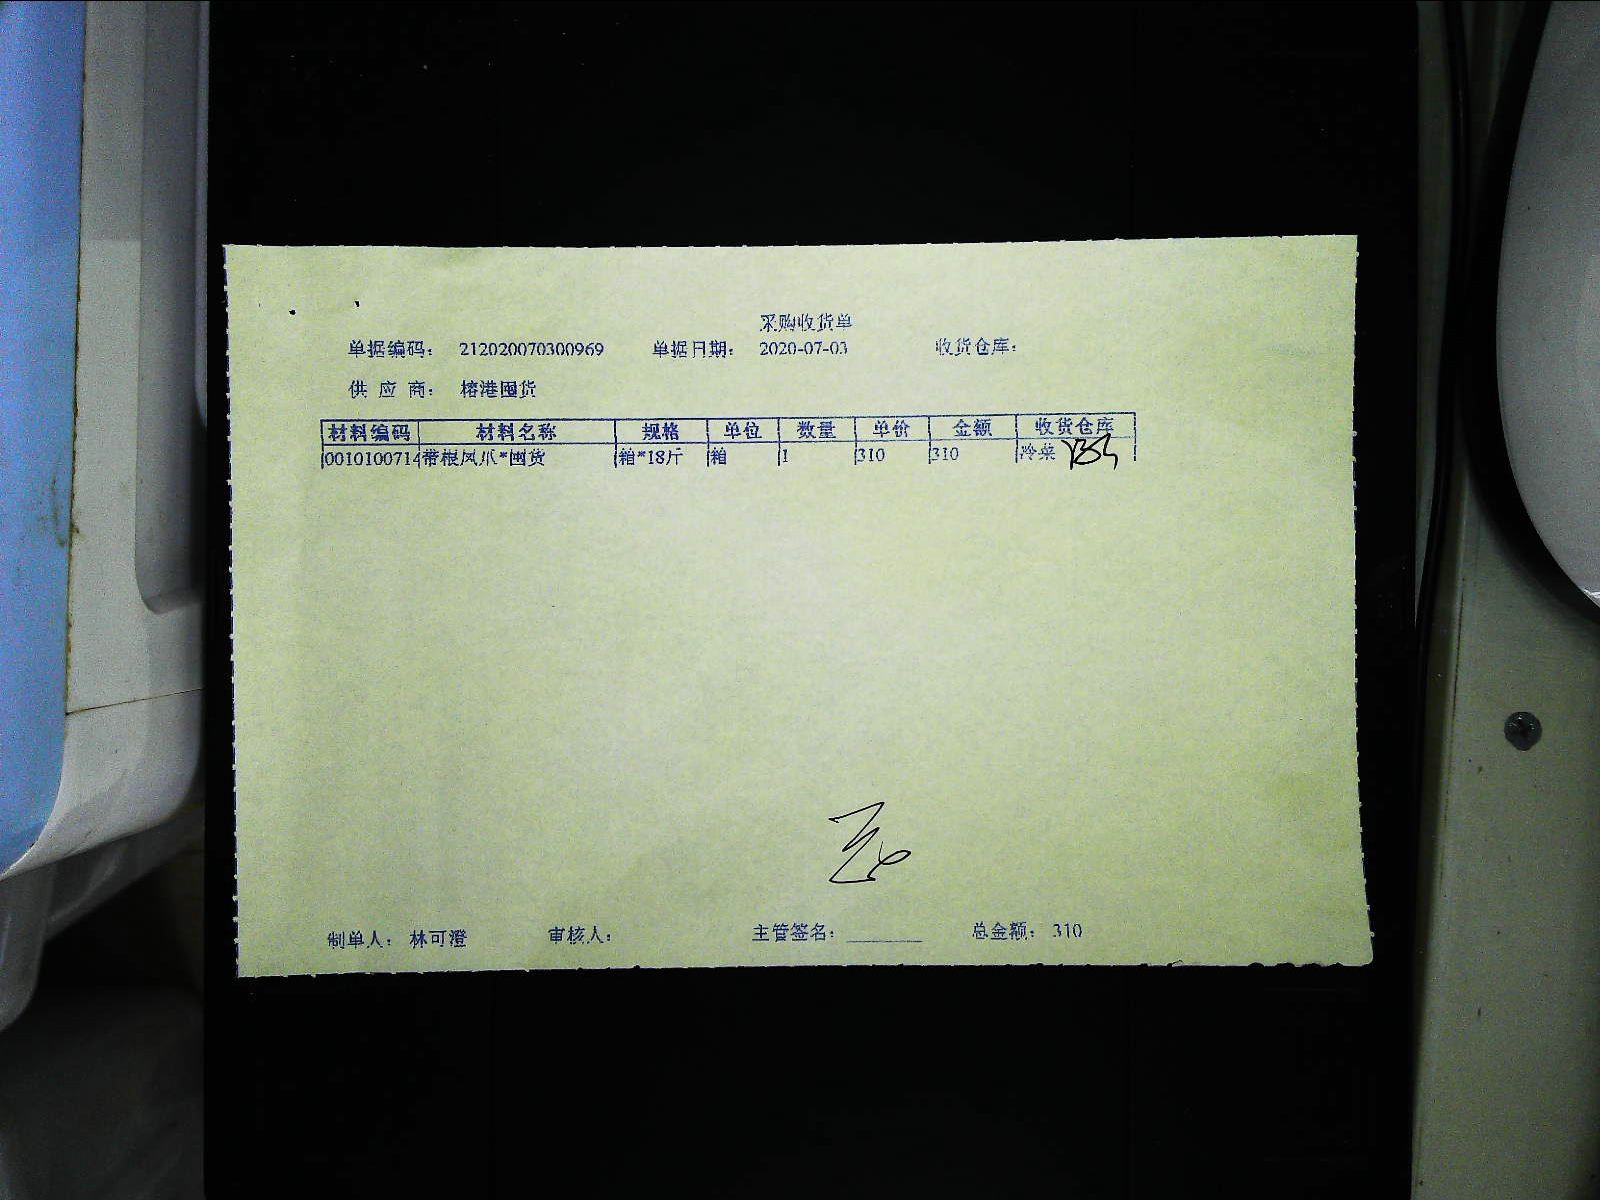 采购收货单
单据编码： 212020070300969 单据日期： 2020-07-03 收货仓库：
供 应 商： 榕港囤货
材料编码 材料名称 规格 单位 数量 单价 金额 收货仓库
0010100714 带根凤爪*囤货 箱*18斤 箱 1 310 310 冷菜
制单人： 林可澄 审核人： 主管签名： 总金额： 310